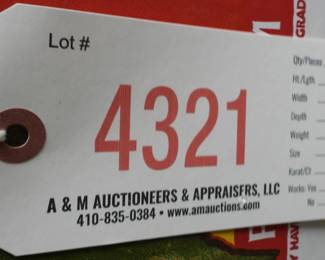 Lot #
4321
A & M AUCTIONEERS & APPRAISERS, LLC
410-835-0384 • www.amauctions.com
Qty/Pieces
Ht./Lgth.
Width
Depth
Weight
Size
Karat/Ct
Works: Yes
No
GRAD